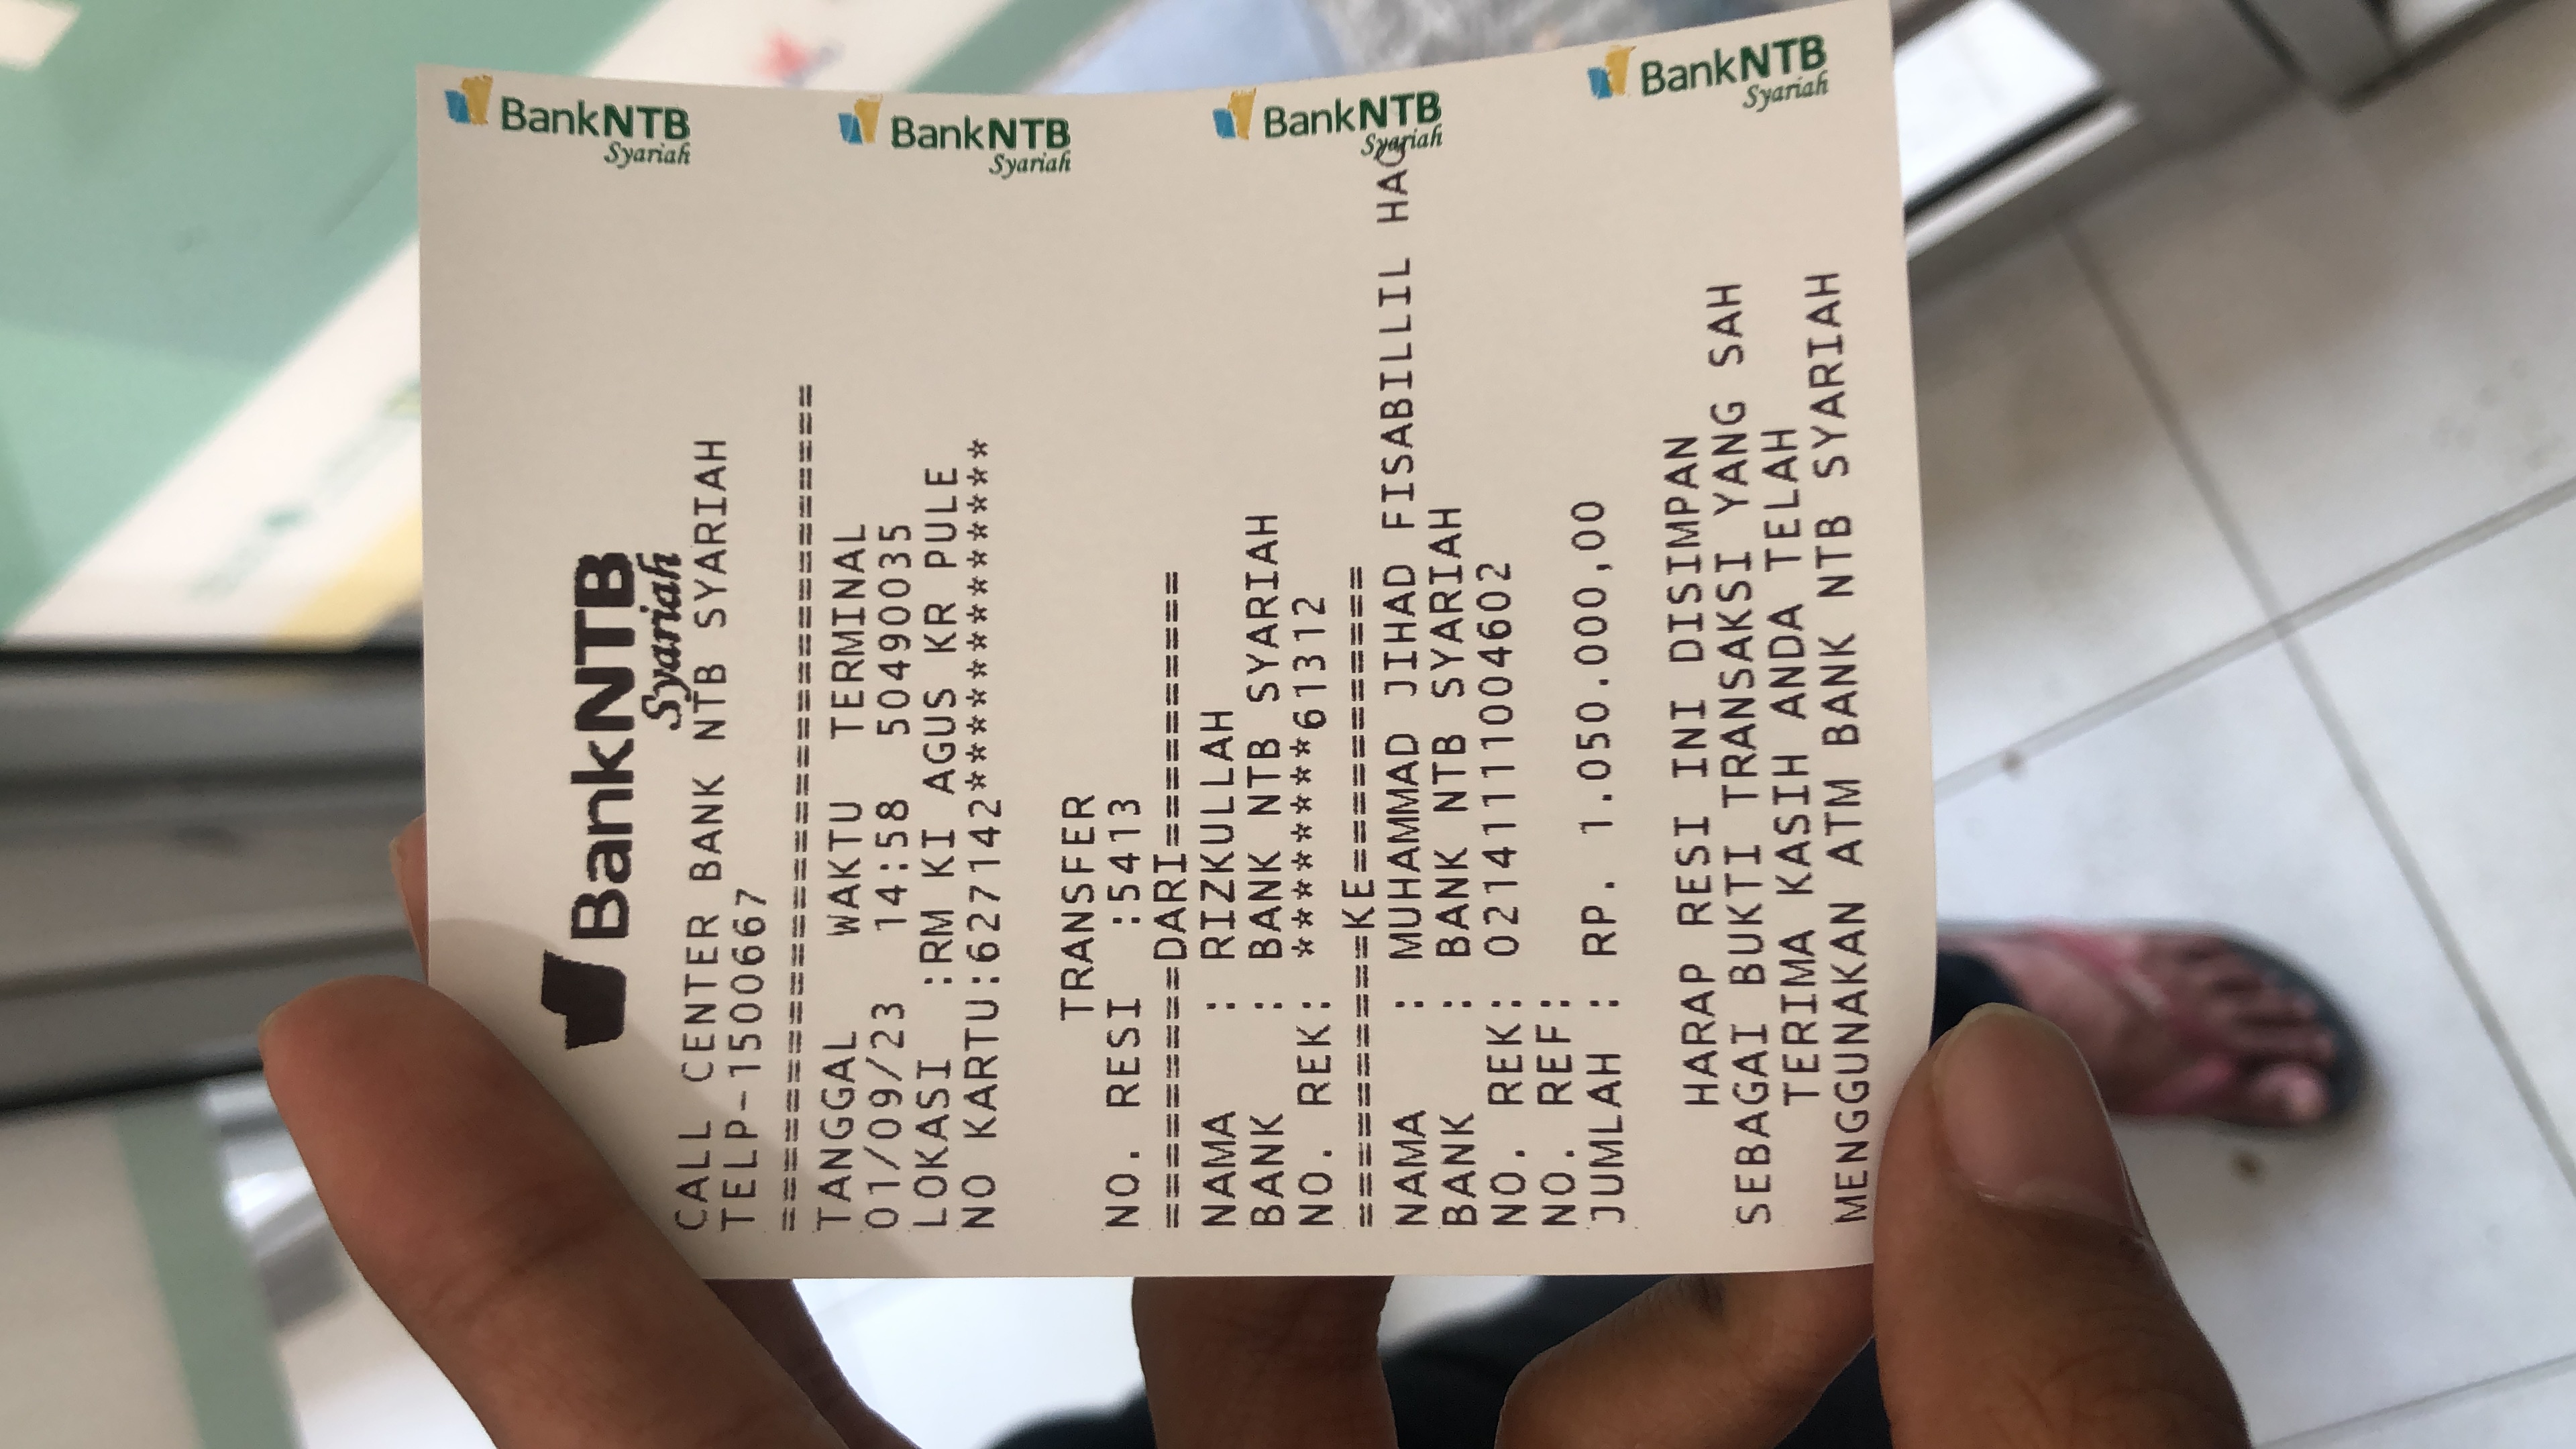 BankNTB
Syariah
BankNTB
Syariah
BankNTB
Syariah
BankNTB
Syariah
BankNTB
Syariah
CALL CENTER BANK NTB SYARIAH
TELP-1500667
======================================
TANGGAL WAKTU TERMINAL
01/09/23 14:58 50490035
LOKASI :RM KI AGUS KR PULE
NO KARTU:627142****************
TRANSFER
NO. RESI :5413
===========DARI===========
NAMA : RIZKULLAH
BANK : BANK NTB SYARIAH
NO. REK: ********61312
============KE============
NAMA : MUHAMMAD JIHAD FISABILLIL HAQ
BANK : BANK NTB SYARIAH
NO. REK: 0214111004602
NO. REF:
JUMLAH : RP. 1.050.000,00
HARAP RESI INI DISIMPAN
SEBAGAI BUKTI TRANSAKSI YANG SAH
TERIMA KASIH ANDA TELAH
MENGGUNAKAN ATM BANK NTB SYARIAH